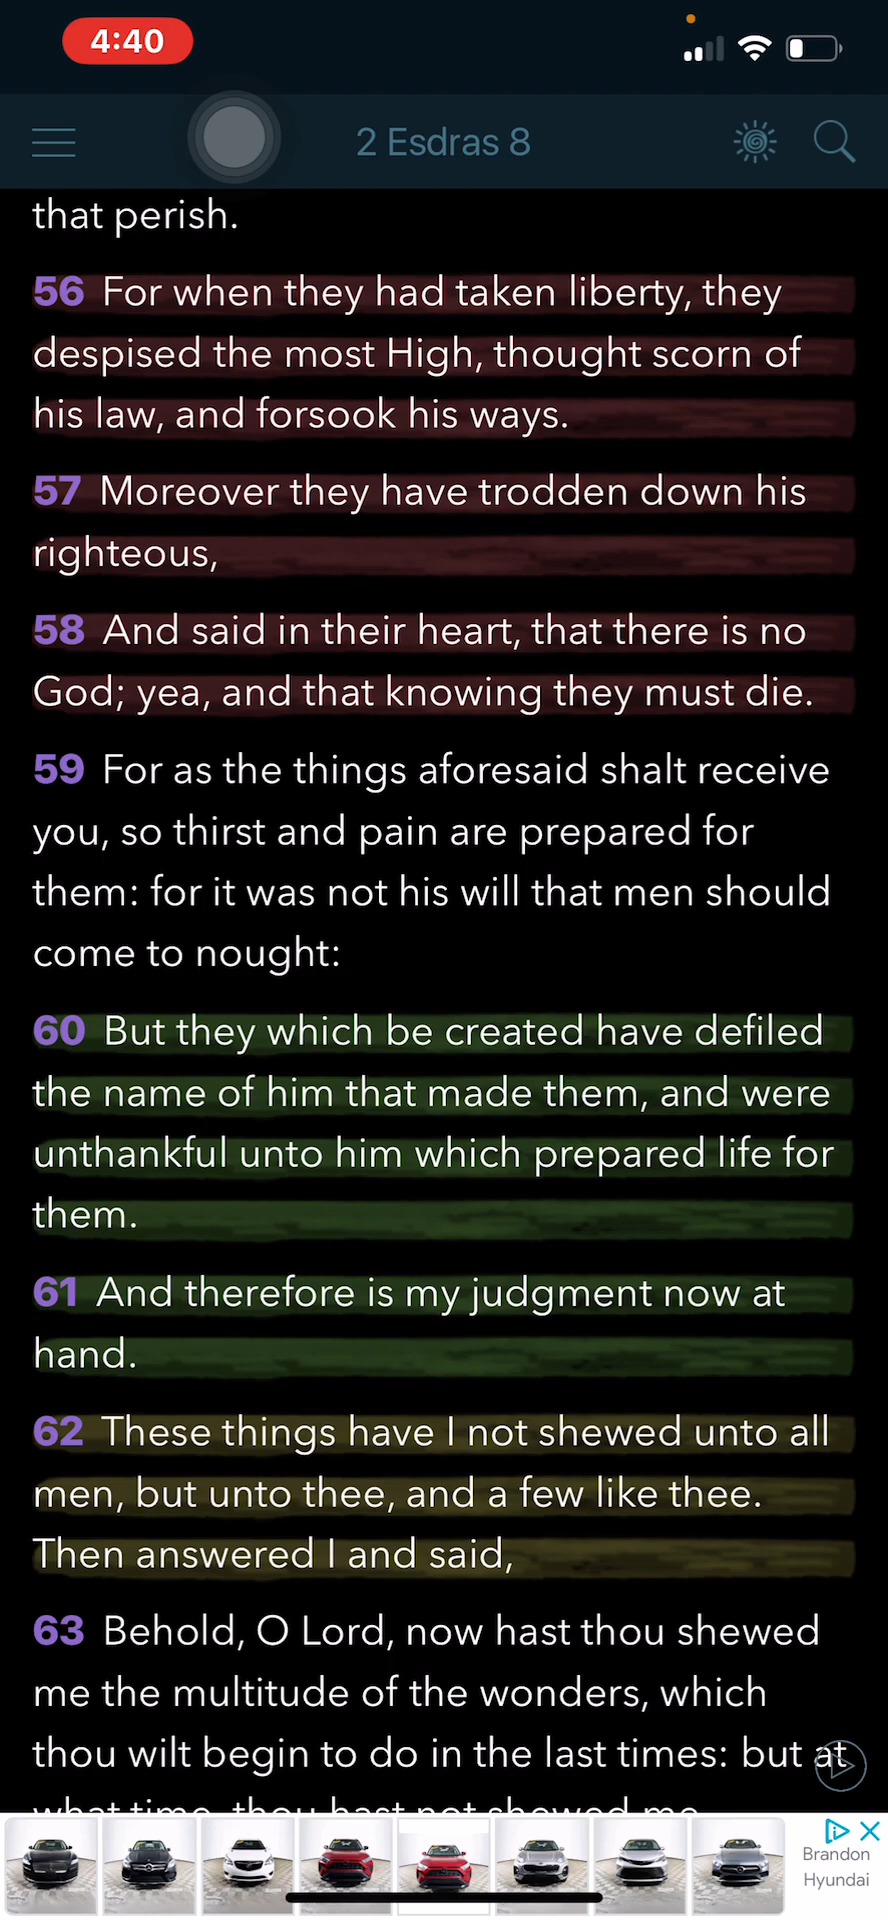 4:40
2 Esdras 8
that perish.
56 For when they had taken liberty, they
despised the most High, thought scorn of
his law, and forsook his ways.
57 Moreover they have trodden down his
righteous,
58 And said in their heart, that there is no
God; yea, and that knowing they must die.
59 For as the things aforesaid shalt receive
you, so thirst and pain are prepared for
them: for it was not his will that men should
come to nought:
60 But they which be created have defiled
the name of him that made them, and were
unthankful unto him which prepared life for
them.
61 And therefore is my judgment now at
hand.
62 These things have I not shewed unto all
men, but unto thee, and a few like thee.
Then answered I and said,
63 Behold, O Lord, now hast thou shewed
me the multitude of the wonders, which
thou wilt begin to do in the last times: but at
what time, thou hast not shewed me.
Brandon
Hyundai